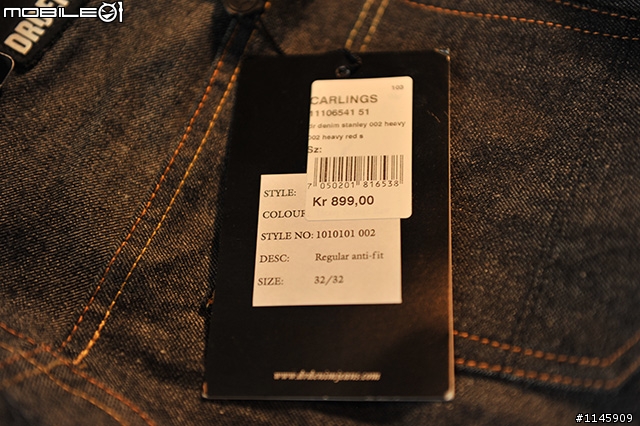 MOBILE01
DRD
100
CARLINGS
11106541 51
dr denim stanley 002 heavy
002 heavy red s
Sz:
7 050201 816538
Kr 899,00
STYLE:
COLOUR
STYLE NO: 1010101 002
DESC: Regular anti-fit
SIZE: 32/32
www.drdenimjeans.com
#1145909